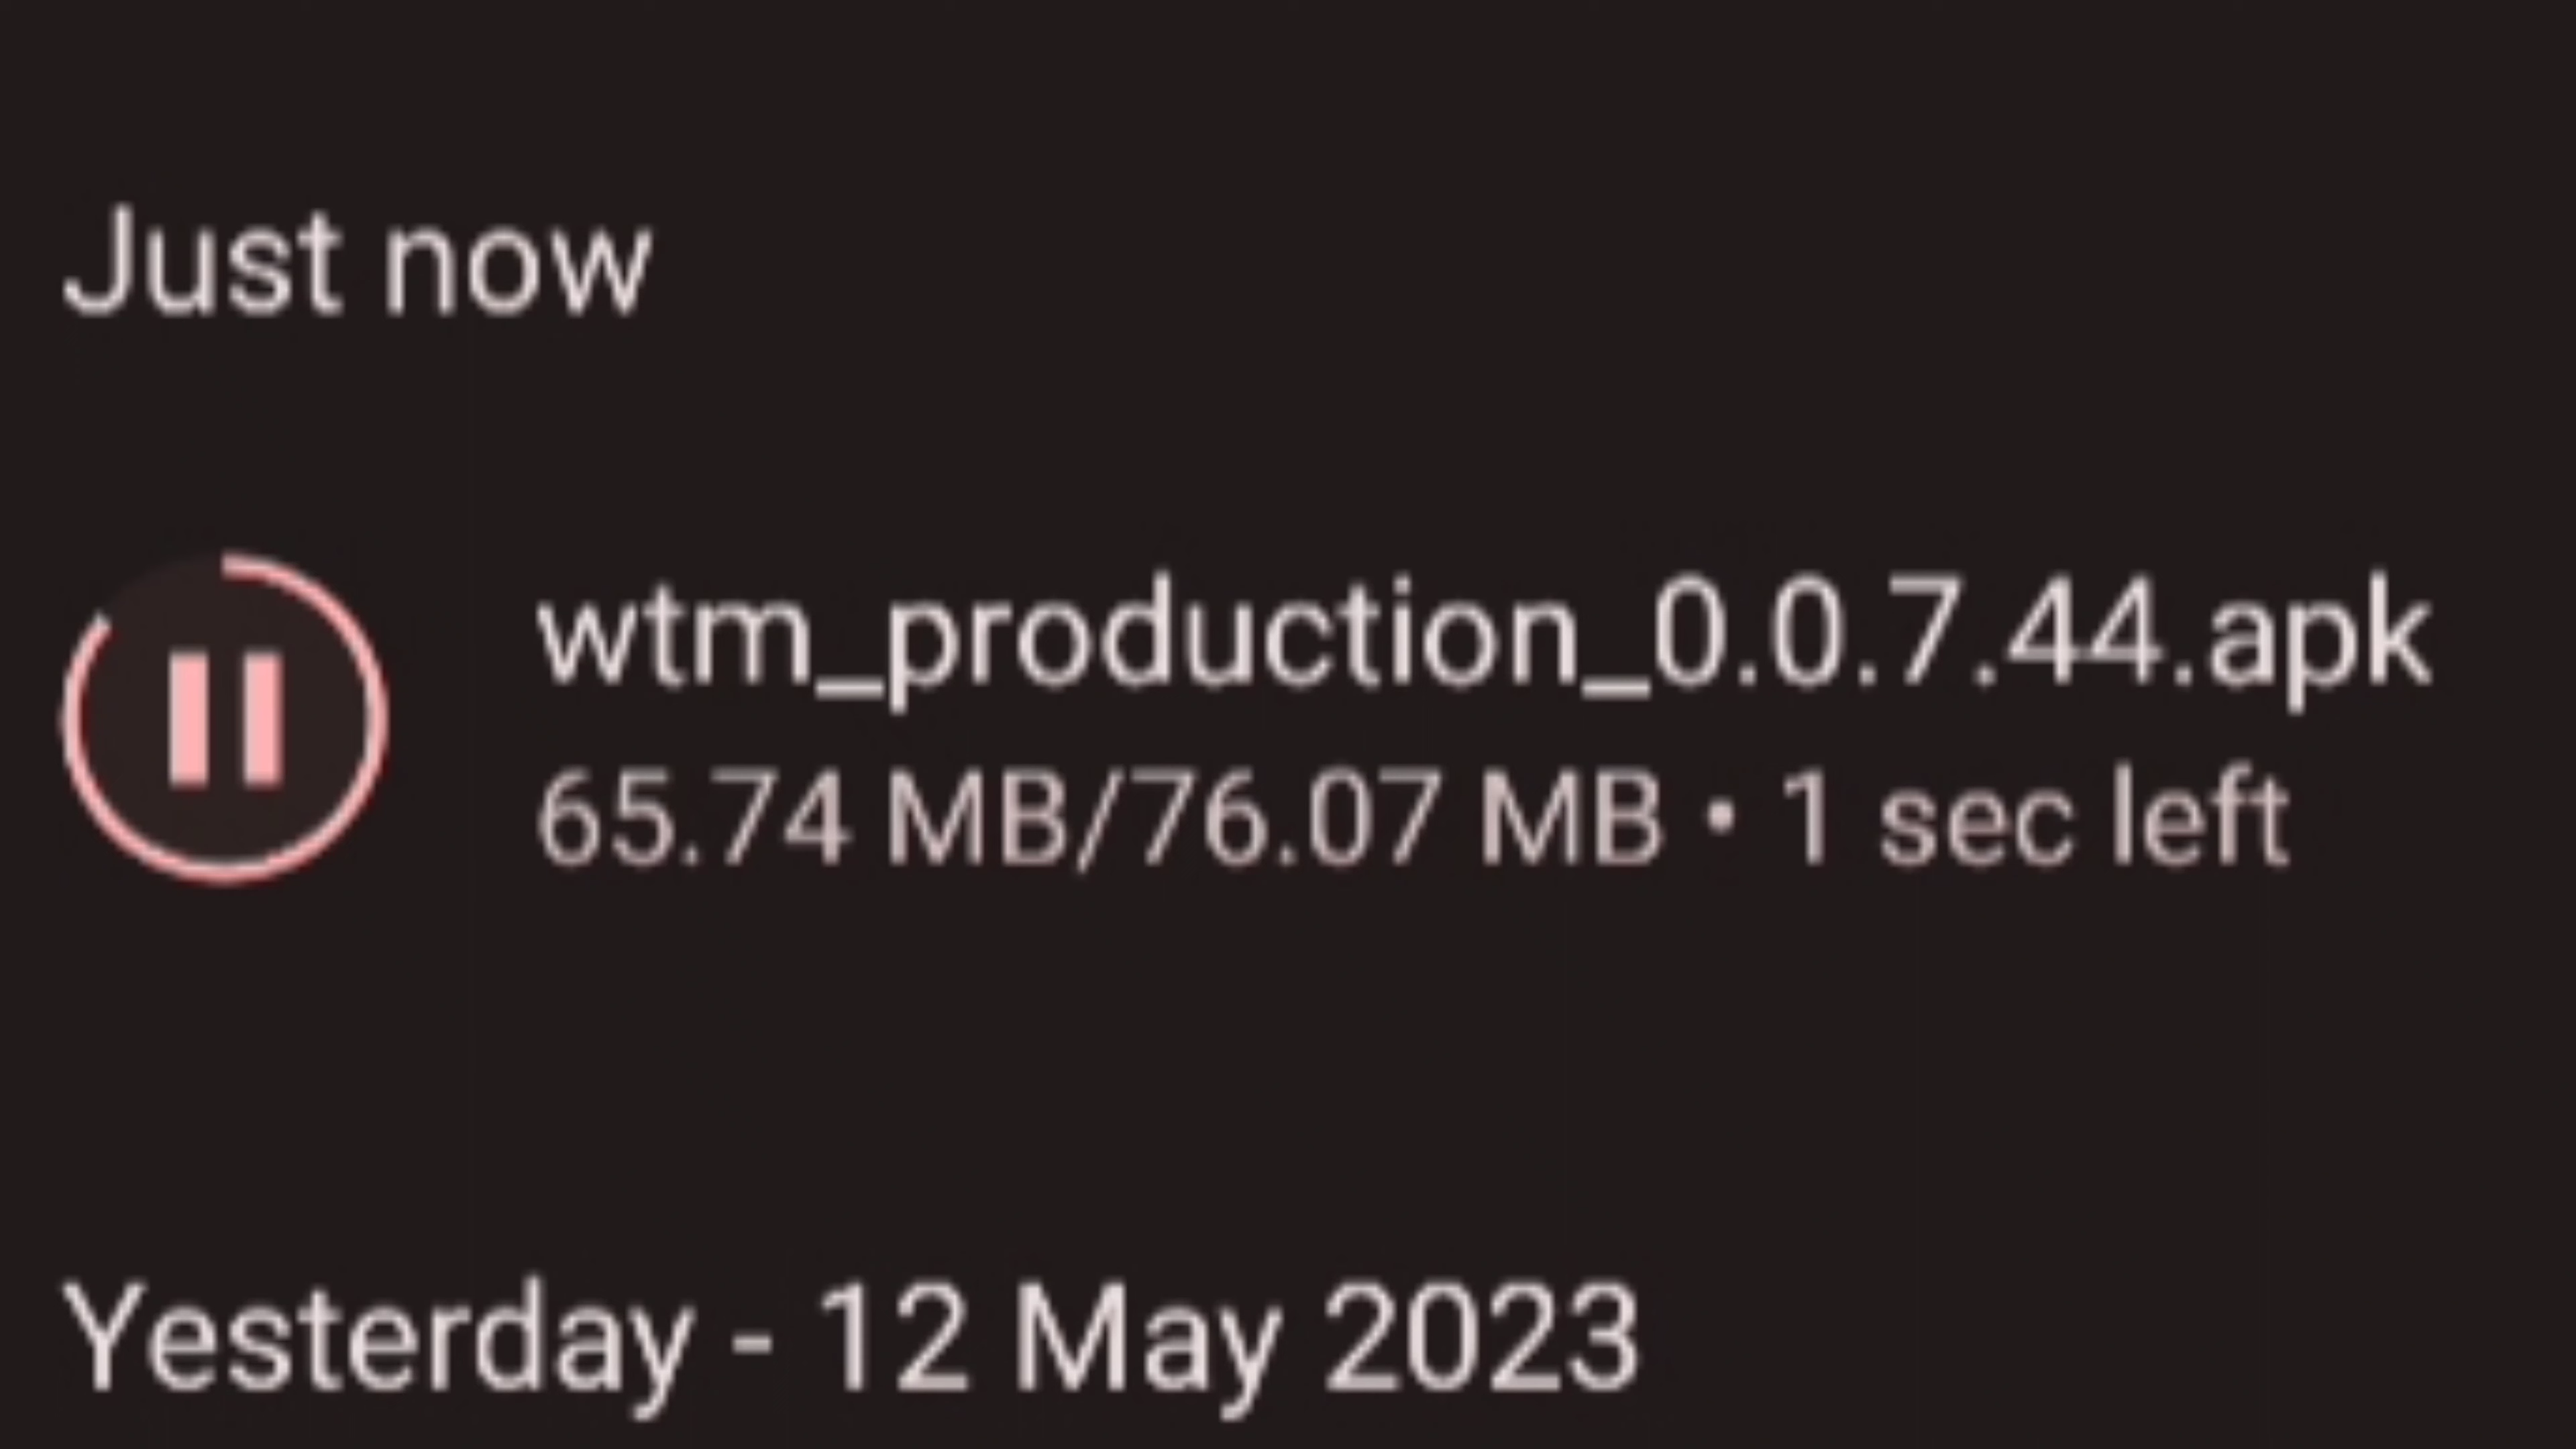 Just now
wtm_production_0.0.7.44.apk
65.74 MB/76.07 MB • 1 sec left
Yesterday - 12 May 2023